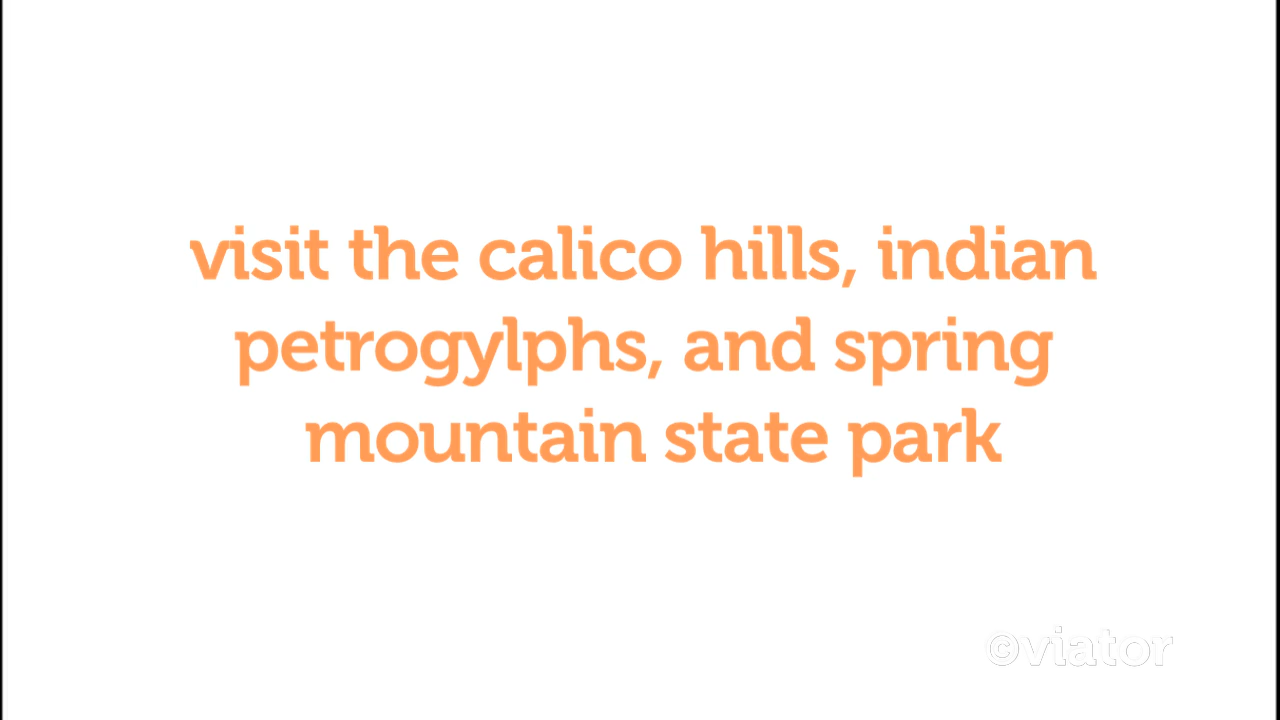 visit the calico hills, indian
petrogylphs, and spring
mountain state park
©viator